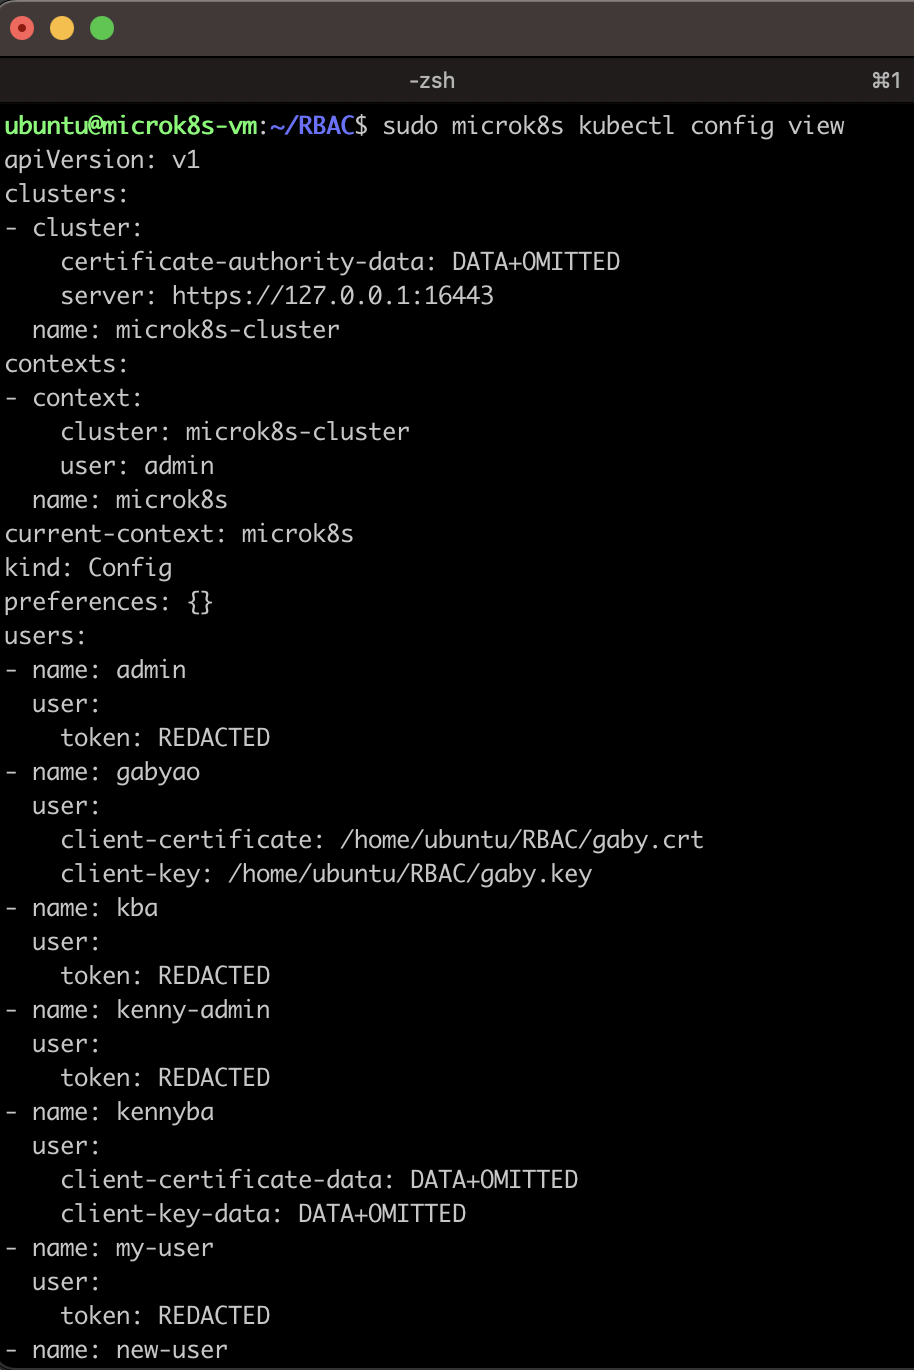 -zsh ⌘1
ubuntu@microk8s-vm:~/RBAC$ sudo microk8s kubectl config view
apiVersion: v1
clusters:
- cluster:
    certificate-authority-data: DATA+OMITTED
    server: https://127.0.0.1:16443
  name: microk8s-cluster
contexts:
- context:
    cluster: microk8s-cluster
    user: admin
  name: microk8s
current-context: microk8s
kind: Config
preferences: {}
users:
- name: admin
  user:
    token: REDACTED
- name: gabyao
  user:
    client-certificate: /home/ubuntu/RBAC/gaby.crt
    client-key: /home/ubuntu/RBAC/gaby.key
- name: kba
  user:
    token: REDACTED
- name: kenny-admin
  user:
    token: REDACTED
- name: kennyba
  user:
    client-certificate-data: DATA+OMITTED
    client-key-data: DATA+OMITTED
- name: my-user
  user:
    token: REDACTED
- name: new-user